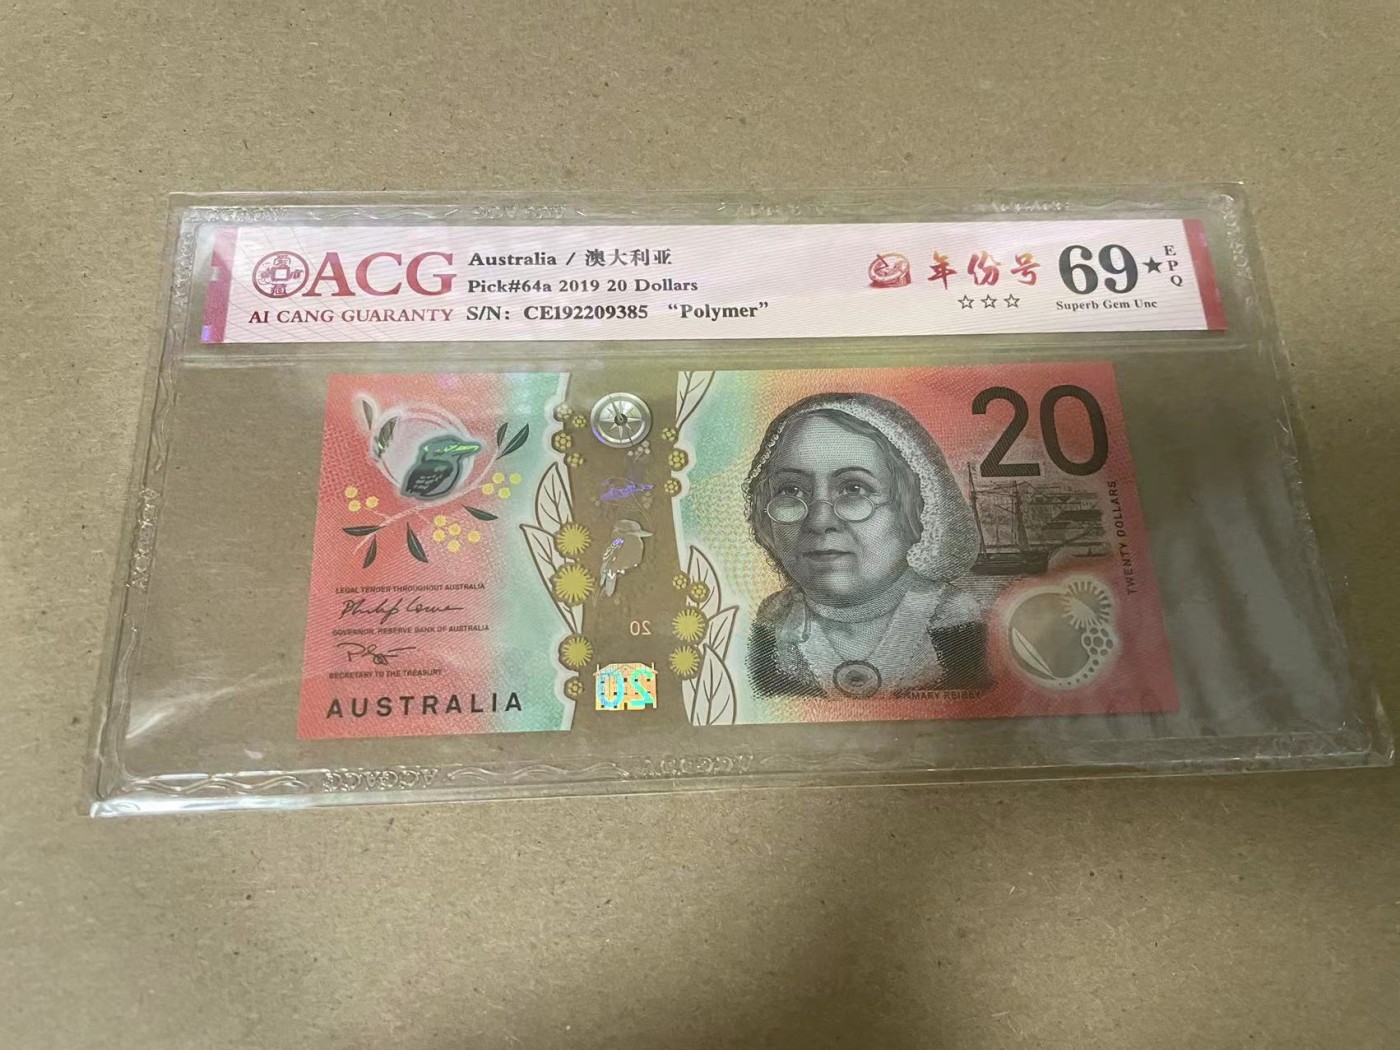 ACG
AI CANG GUARANTY
Australia / 澳大利亚
Pick#64a 2019 20 Dollars
S/N: CE192209385 “Polymer”
年份号
☆☆☆
69★
EPQ
Superb Gem Unc
20
TWENTY DOLLARS
LEGAL TENDER THROUGHOUT AUSTRALIA
GOVERNOR, RESERVE BANK OF AUSTRALIA
SECRETARY TO THE TREASURY
AUSTRALIA
20
20
MARY REIBEY